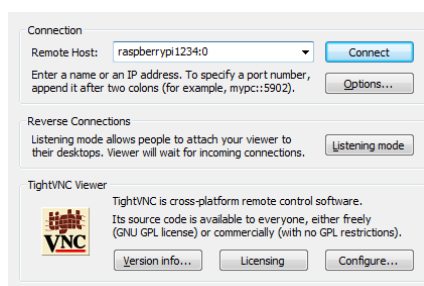 Connection
Remote Host:
raspberrypi1234:0
Connect
Enter a name or an IP address. To specify a port number,
append it after two colons (for example, mypc::5902).
Options...
Reverse Connections
Listening mode allows people to attach your viewer to
their desktops. Viewer will wait for incoming connections.
Listening mode
TightVNC Viewer
tight
VNC
TightVNC is cross-platform remote control software.
Its source code is available to everyone, either freely
(GNU GPL license) or commercially (with no GPL restrictions).
Version info...
Licensing
Configure...